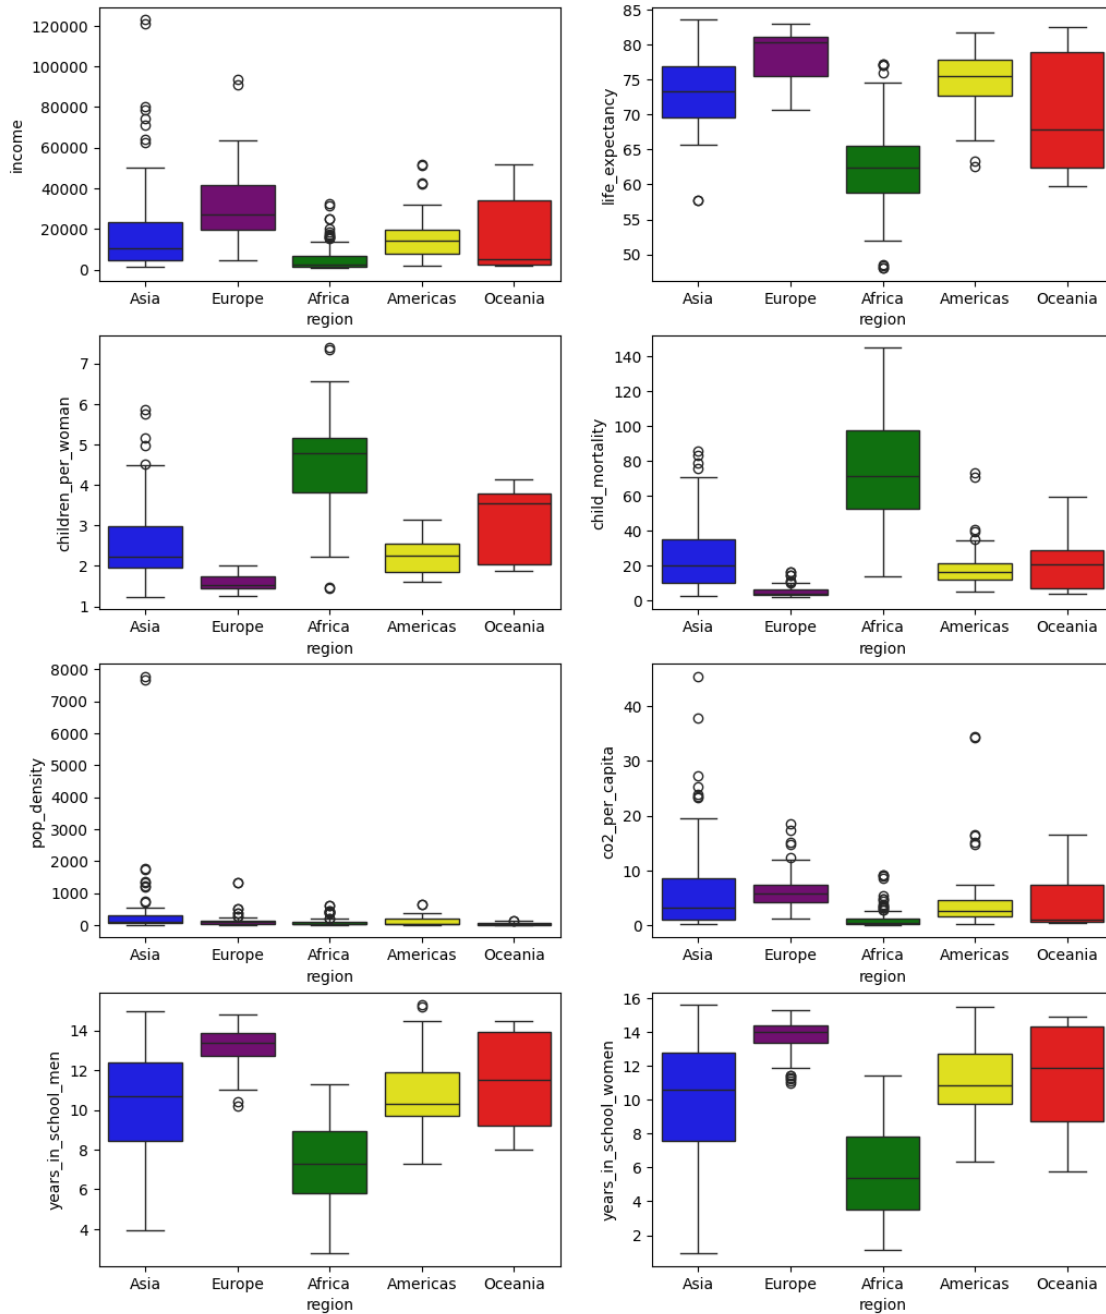 120000
100000
80000
60000
40000
20000
0
income
Asia Europe Africa Americas Oceania
region
85
80
75
70
65
60
55
50
life_expectancy
Asia Europe Africa Americas Oceania
region
7
6
5
4
3
2
1
children_per_woman
Asia Europe Africa Americas Oceania
region
140
120
100
80
60
40
20
0
child_mortality
Asia Europe Africa Americas Oceania
region
8000
7000
6000
5000
4000
3000
2000
1000
0
pop_density
Asia Europe Africa Americas Oceania
region
40
30
20
10
0
co2_per_capita
Asia Europe Africa Americas Oceania
region
14
12
10
8
6
4
years_in_school_men
Asia Europe Africa Americas Oceania
region
16
14
12
10
8
6
4
2
years_in_school_women
Asia Europe Africa Americas Oceania
region